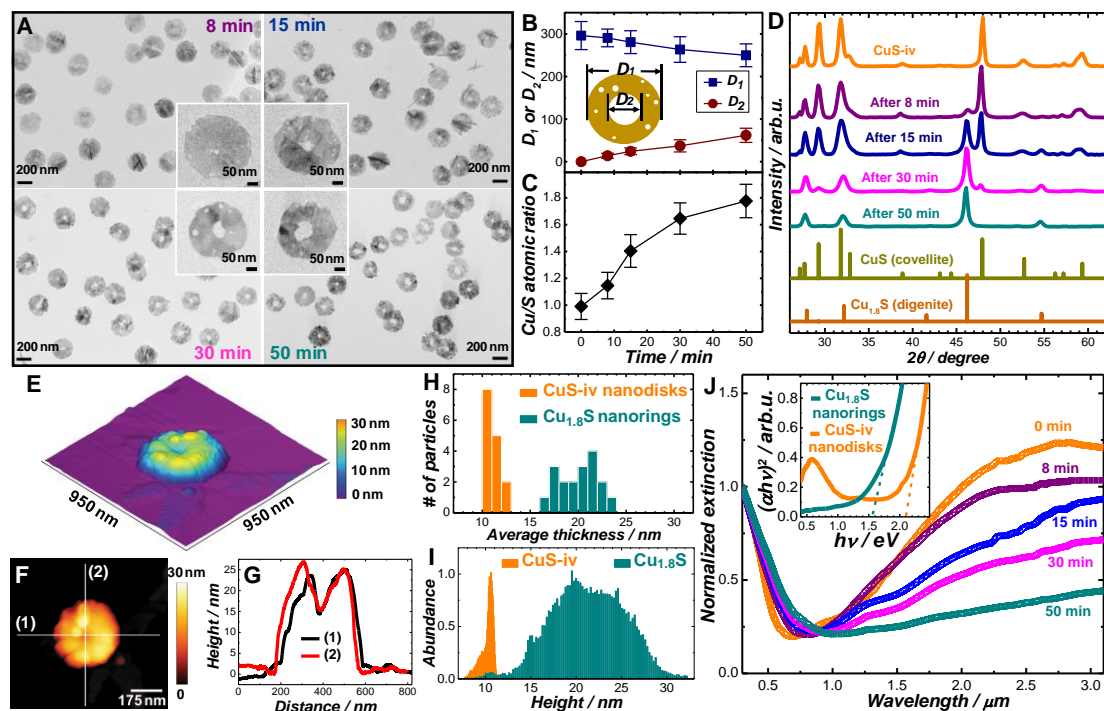 A
8 min
15 min
200 nm
200 nm
50 nm
50 nm
50 nm
50 nm
200 nm
30 min
50 min
200 nm
B
D1 or D2 / nm
300
200
100
0
D1
D2
D1
D2
C
Cu/S atomic ratio
2.0
1.8
1.6
1.4
1.2
1.0
0.8
0 10 20 30 40 50
Time / min
D
Intensity / arb.u.
CuS-iv
After 8 min
After 15 min
After 30 min
After 50 min
CuS (covellite)
Cu1.8S (digenite)
30 35 40 45 50 55 60
2θ / degree
E
950 nm
950 nm
30 nm
20 nm
10 nm
0 nm
F
(2)
(1)
175 nm
30 nm
0
G
Height / nm
25
20
15
10
5
0
(1)
(2)
0 200 400 600 800
Distance / nm
H
# of particles
8
6
4
2
0
CuS-iv nanodisks
Cu1.8S nanorings
10 15 20 25 30
Average thickness / nm
I
Abundance
1.0
0.5
0.0
CuS-iv
Cu1.8S
10 15 20 25 30
Height / nm
J
Normalized extinction
1.5
1.0
0.5
0.0
(αhν)² / arb.u.
0.8
0.6
0.4
0.2
0.0
Cu1.8S
nanorings
CuS-iv
nanodisks
0.5 1.0 1.5 2.0
hν / eV
0 min
8 min
15 min
30 min
50 min
0.5 1.0 1.5 2.0 2.5 3.0
Wavelength / μm